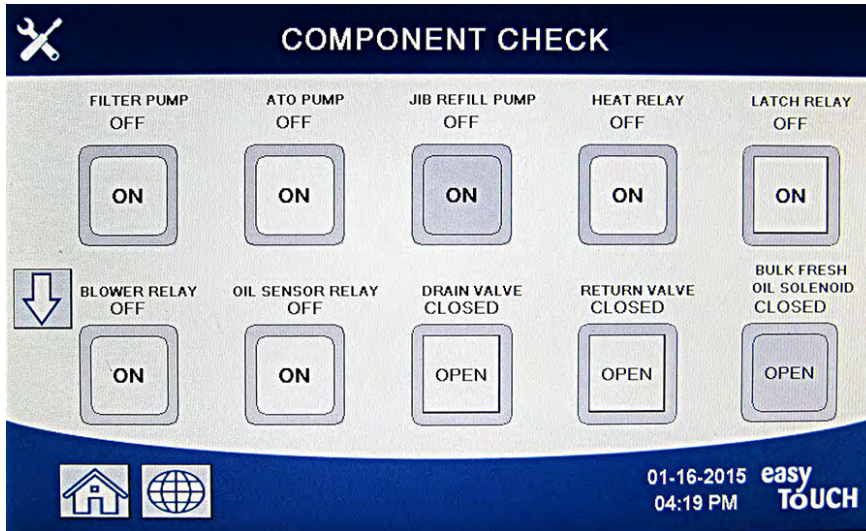 COMPONENT CHECK
FILTER PUMP
OFF
ON
ATO PUMP
OFF
ON
JIB REFILL PUMP
OFF
ON
HEAT RELAY
OFF
ON
LATCH RELAY
OFF
ON
BLOWER RELAY
OFF
ON
OIL SENSOR RELAY
OFF
ON
DRAIN VALVE
CLOSED
OPEN
RETURN VALVE
CLOSED
OPEN
BULK FRESH
OIL SOLENOID
CLOSED
OPEN
01-16-2015
04:19 PM
easy
TOUCH